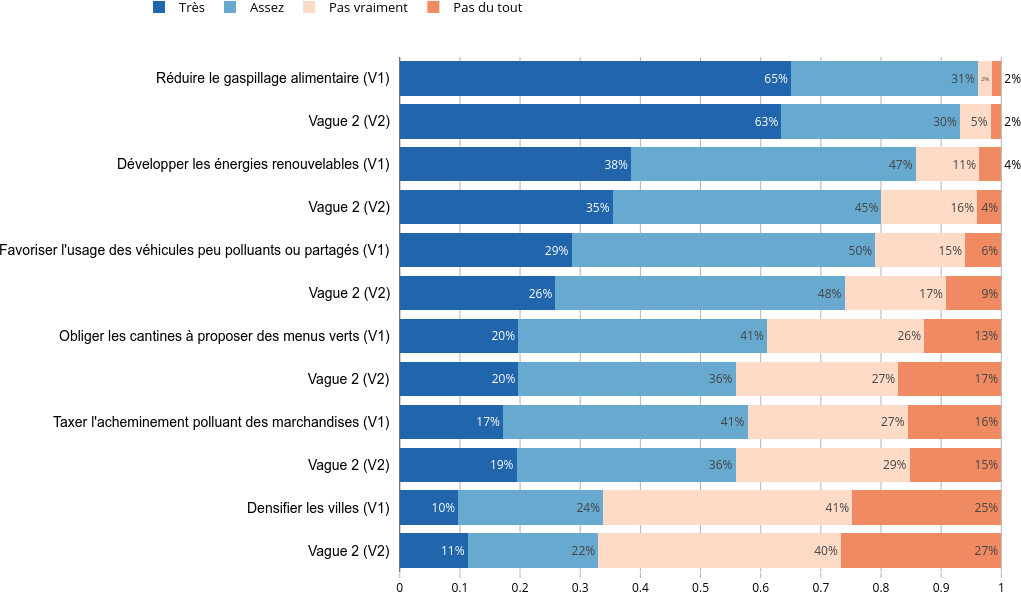 Très Assez Pas vraiment Pas du tout
Réduire le gaspillage alimentaire (V1) 65% 31% 2% 2%
Vague 2 (V2) 63% 30% 5% 2%
Développer les énergies renouvelables (V1) 38% 47% 11% 4%
Vague 2 (V2) 35% 45% 16% 4%
Favoriser l'usage des véhicules peu polluants ou partagés (V1) 29% 50% 15% 6%
Vague 2 (V2) 26% 48% 17% 9%
Obliger les cantines à proposer des menus verts (V1) 20% 41% 26% 13%
Vague 2 (V2) 20% 36% 27% 17%
Taxer l'acheminement polluant des marchandises (V1) 17% 41% 27% 16%
Vague 2 (V2) 19% 36% 29% 15%
Densifier les villes (V1) 10% 24% 41% 25%
Vague 2 (V2) 11% 22% 40% 27%
0 0.1 0.2 0.3 0.4 0.5 0.6 0.7 0.8 0.9 1